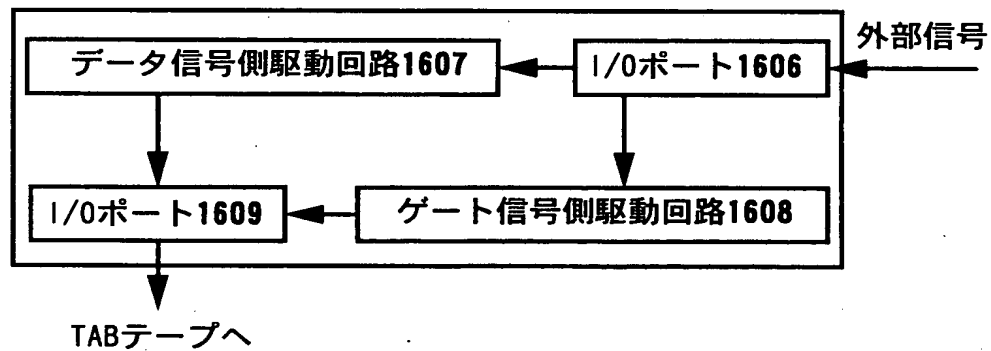 外部信号
データ信号側駆動回路1607
I/Oポート1606
I/Oポート1609
ゲート信号側駆動回路1608
TABテープへ